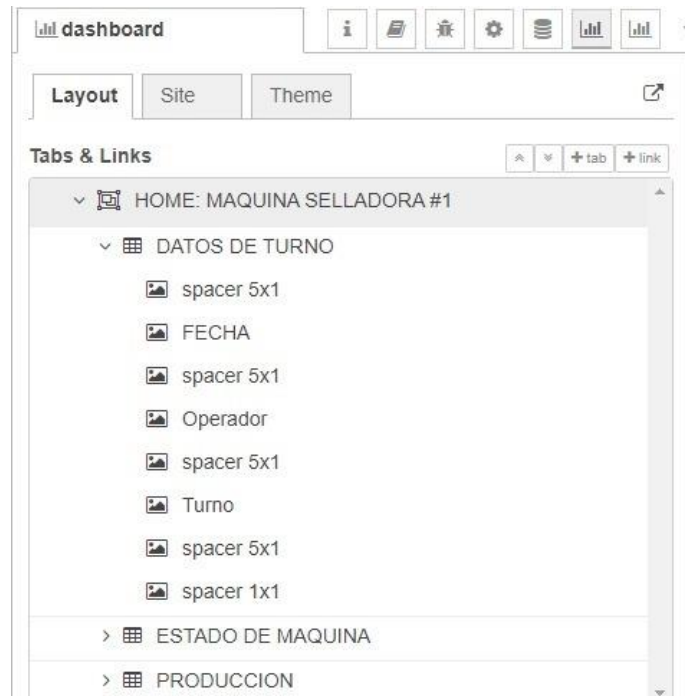 dashboard
i
Layout Site Theme
Tabs & Links
+ tab + link
HOME: MAQUINA SELLADORA #1
DATOS DE TURNO
spacer 5x1
FECHA
spacer 5x1
Operador
spacer 5x1
Turno
spacer 5x1
spacer 1x1
ESTADO DE MAQUINA
PRODUCCION